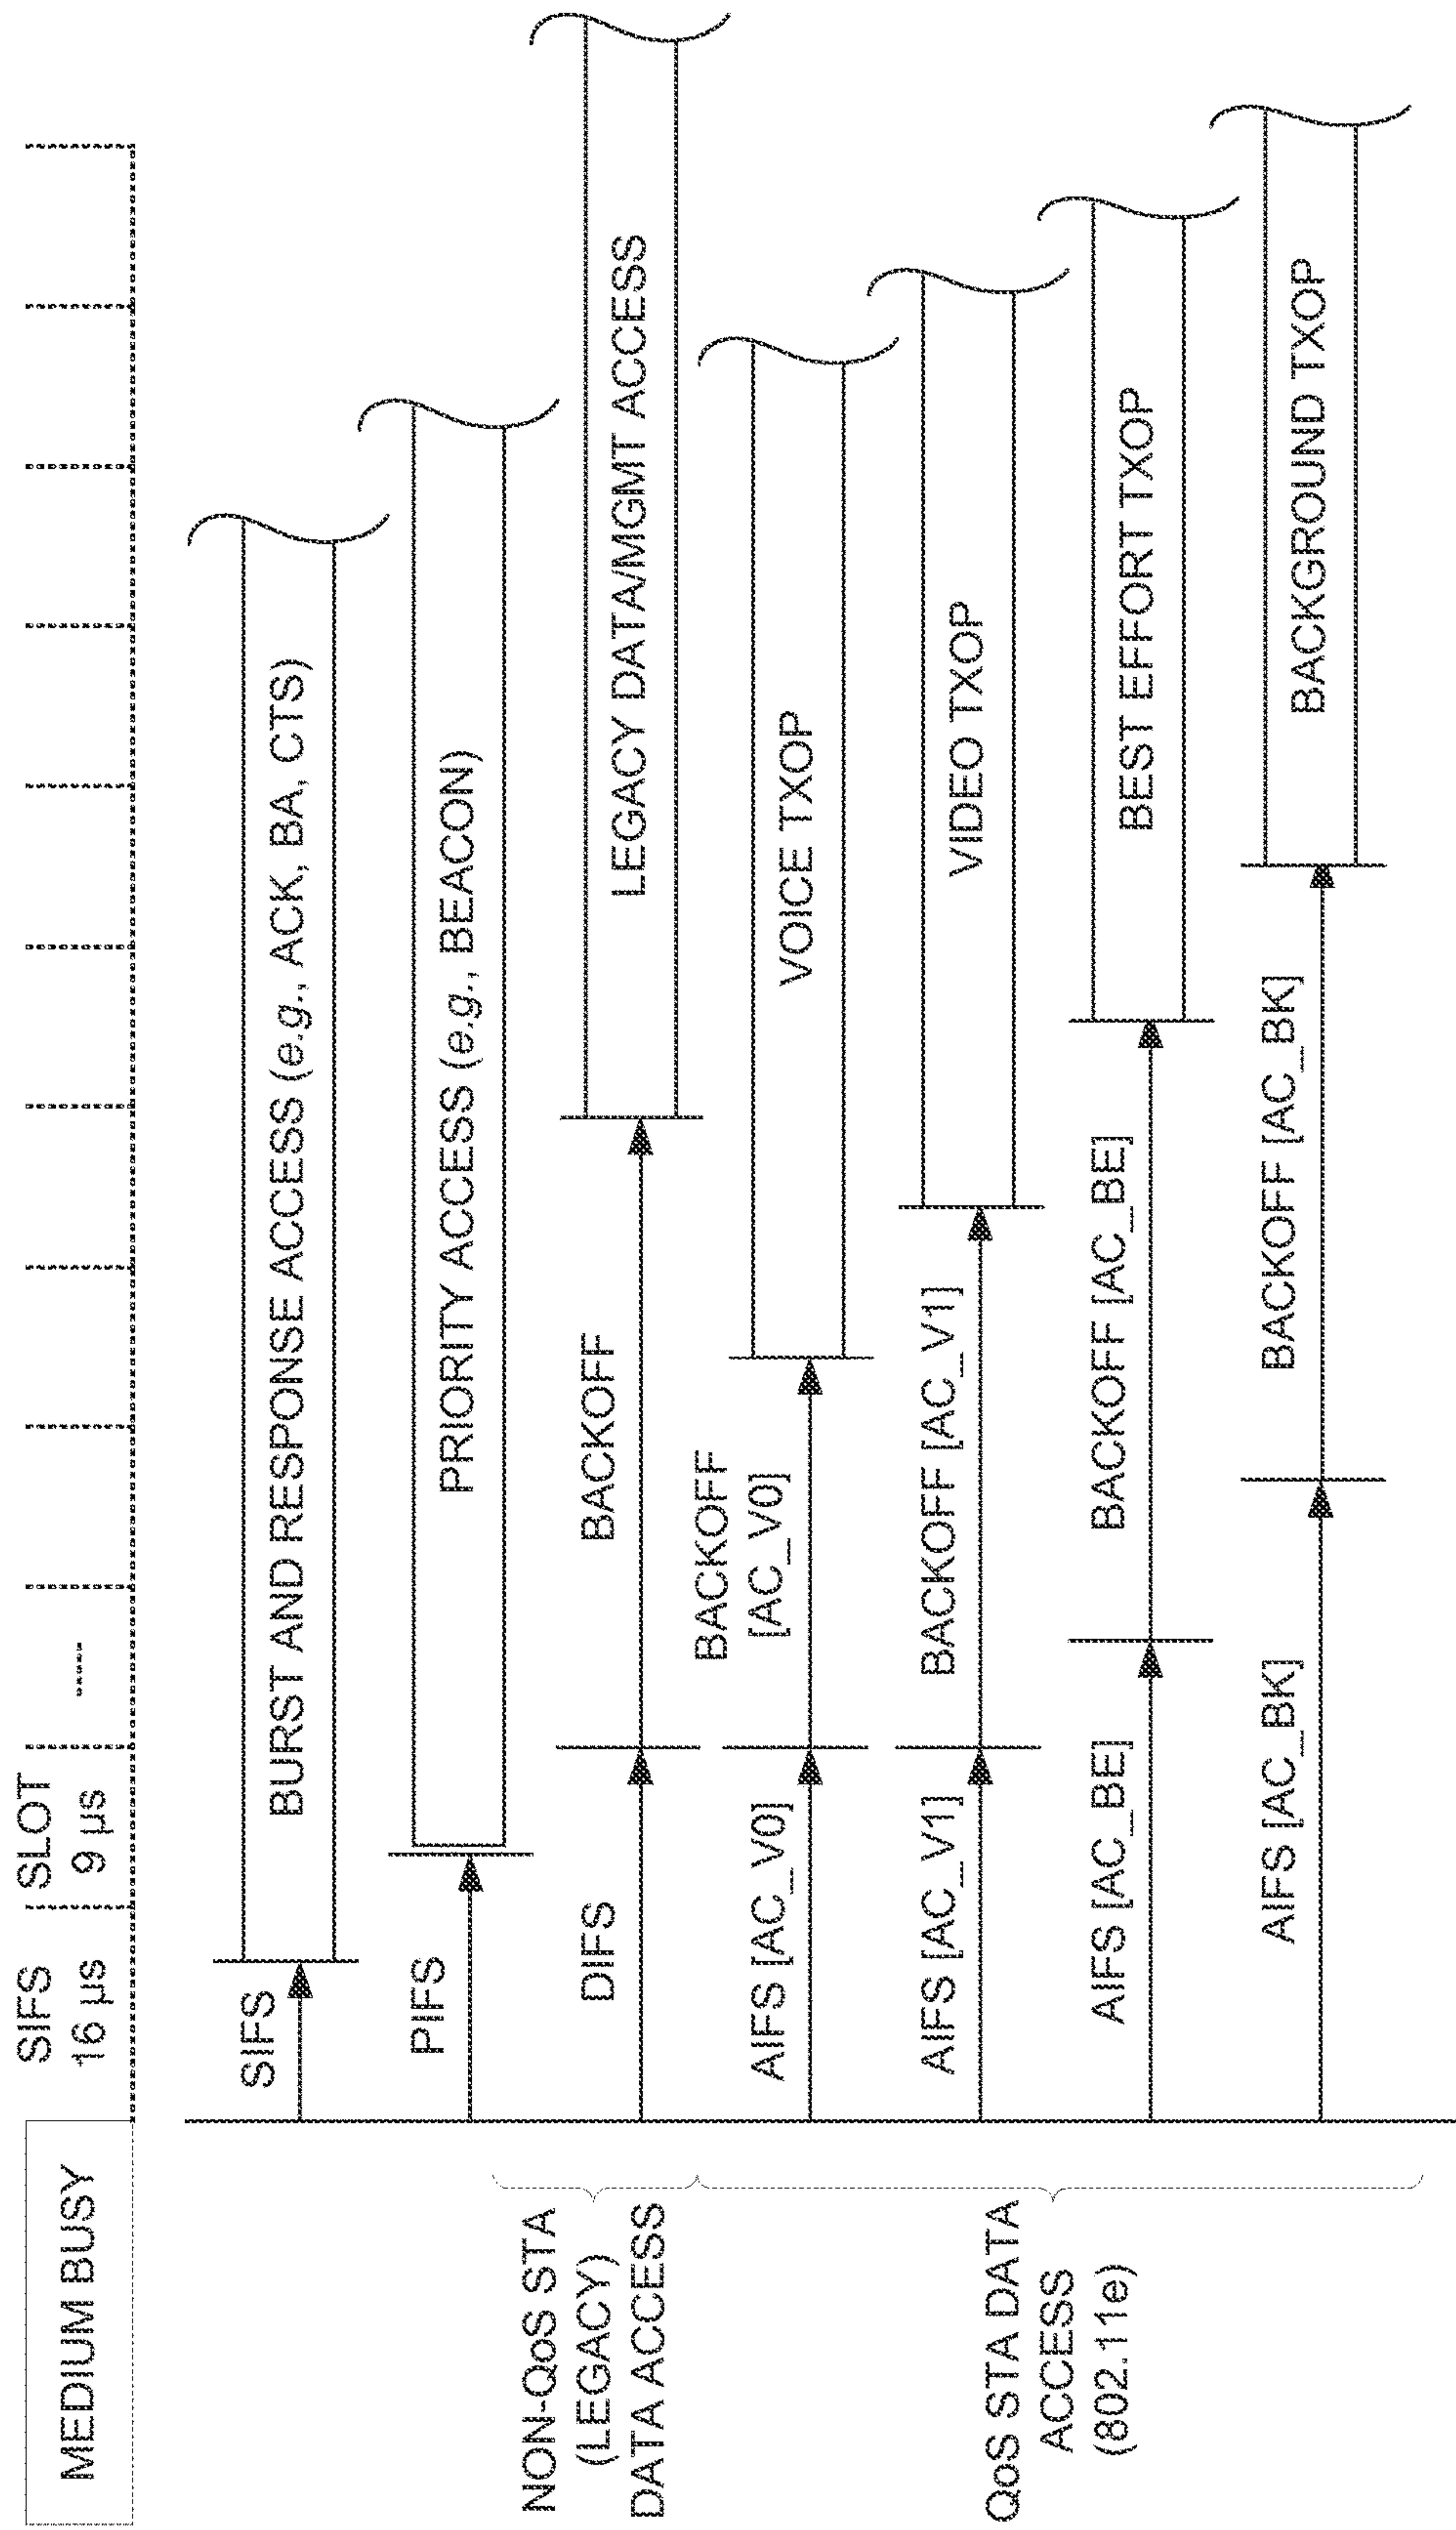 MEDIUM BUSY
SIFS
16 µs
SLOT
9 µs
-----
SIFS
BURST AND RESPONSE ACCESS (e.g., ACK, BA, CTS)
PIFS
PRIORITY ACCESS (e.g., BEACON)
NON-QoS STA
(LEGACY)
DATA ACCESS
DIFS
BACKOFF
LEGACY DATA/MGMT ACCESS
QoS STA DATA
ACCESS
(802.11e)
AIFS [AC_V0]
BACKOFF
[AC_V0]
VOICE TXOP
AIFS [AC_V1]
BACKOFF [AC_V1]
VIDEO TXOP
AIFS [AC_BE]
BACKOFF [AC_BE]
BEST EFFORT TXOP
AIFS [AC_BK]
BACKOFF [AC_BK]
BACKGROUND TXOP